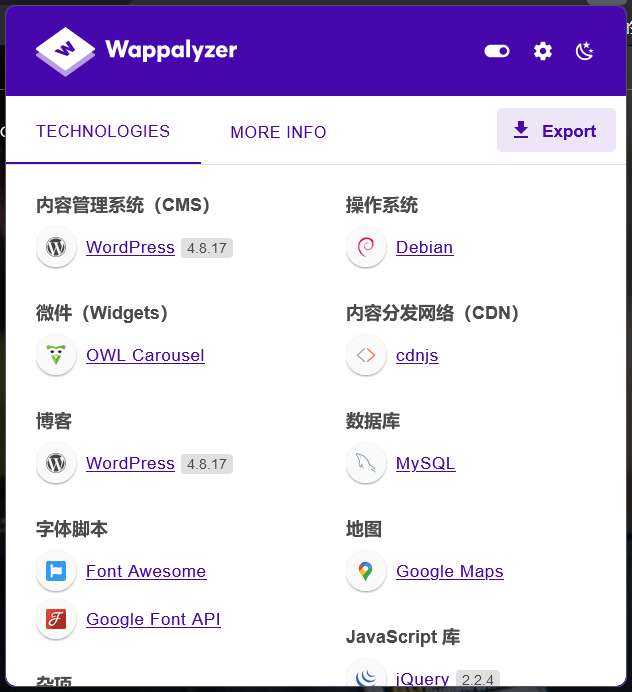 Wappalyzer
TECHNOLOGIES
MORE INFO
Export
内容管理系统（CMS）
WordPress 4.8.17
微件（Widgets）
OWL Carousel
博客
WordPress 4.8.17
字体脚本
Font Awesome
Google Font API
杂项
操作系统
Debian
内容分发网络（CDN）
cdnjs
数据库
MySQL
地图
Google Maps
JavaScript 库
jQuery 2.2.4